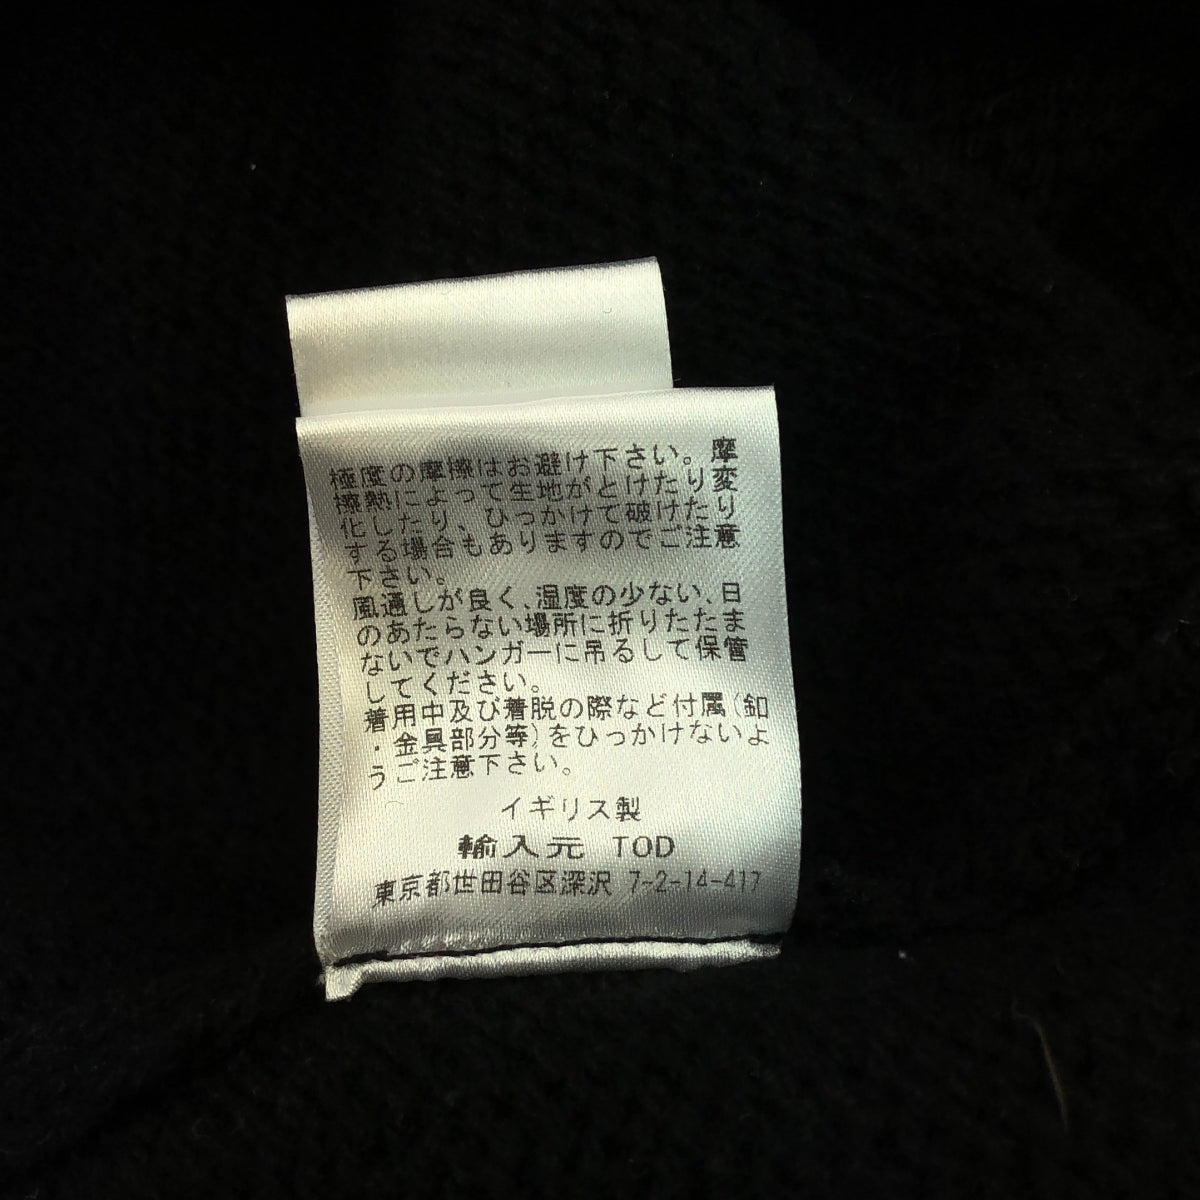 極度の摩擦はお避け下さい。摩
擦熱によって生地がとけたり変
化したり、ひっかけて破けたり
する場合もありますのでご注意
下さい。
風通しが良く、湿度の少ない、日
のあたらない場所に折りたたま
ないでハンガーに吊るして保管
してください。
着用中及び着脱の際など付属(釦
・金具部分等)をひっかけないよ
うご注意下さい。
イギリス製
輸入元 TOD
東京都世田谷区深沢 7-2-14-417